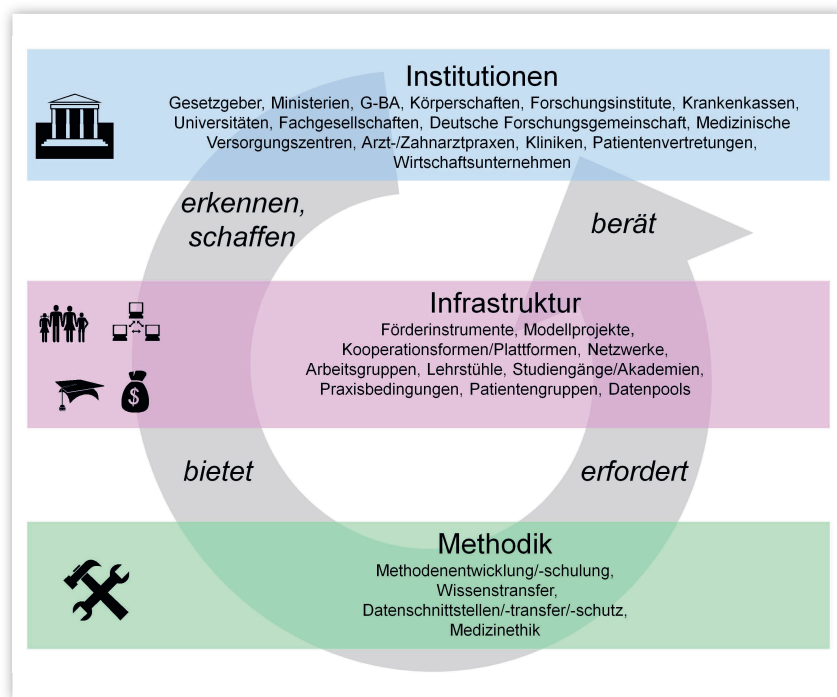 Institutionen
Gesetzgeber, Ministerien, G-BA, Körperschaften, Forschungsinstitute, Krankenkassen,
Universitäten, Fachgesellschaften, Deutsche Forschungsgemeinschaft, Medizinische
Versorgungszentren, Arzt-/Zahnarztpraxen, Kliniken, Patientenvertretungen,
Wirtschaftsunternehmen
erkennen,
schaffen
berät
Infrastruktur
Förderinstrumente, Modellprojekte,
Kooperationsformen/Plattformen, Netzwerke,
Arbeitsgruppen, Lehrstühle, Studiengänge/Akademien,
Praxisbedingungen, Patientengruppen, Datenpools
$
bietet
erfordert
Methodik
Methodenentwicklung/-schulung,
Wissenstransfer,
Datenschnittstellen/-transfer/-schutz,
Medizinethik